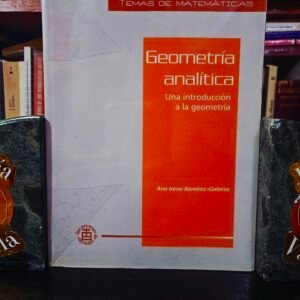 TEMAS DE MATEMÁTICAS
Geometría
analítica
Una introducción
a la geometría
Ana Irene Ramírez-Galarza